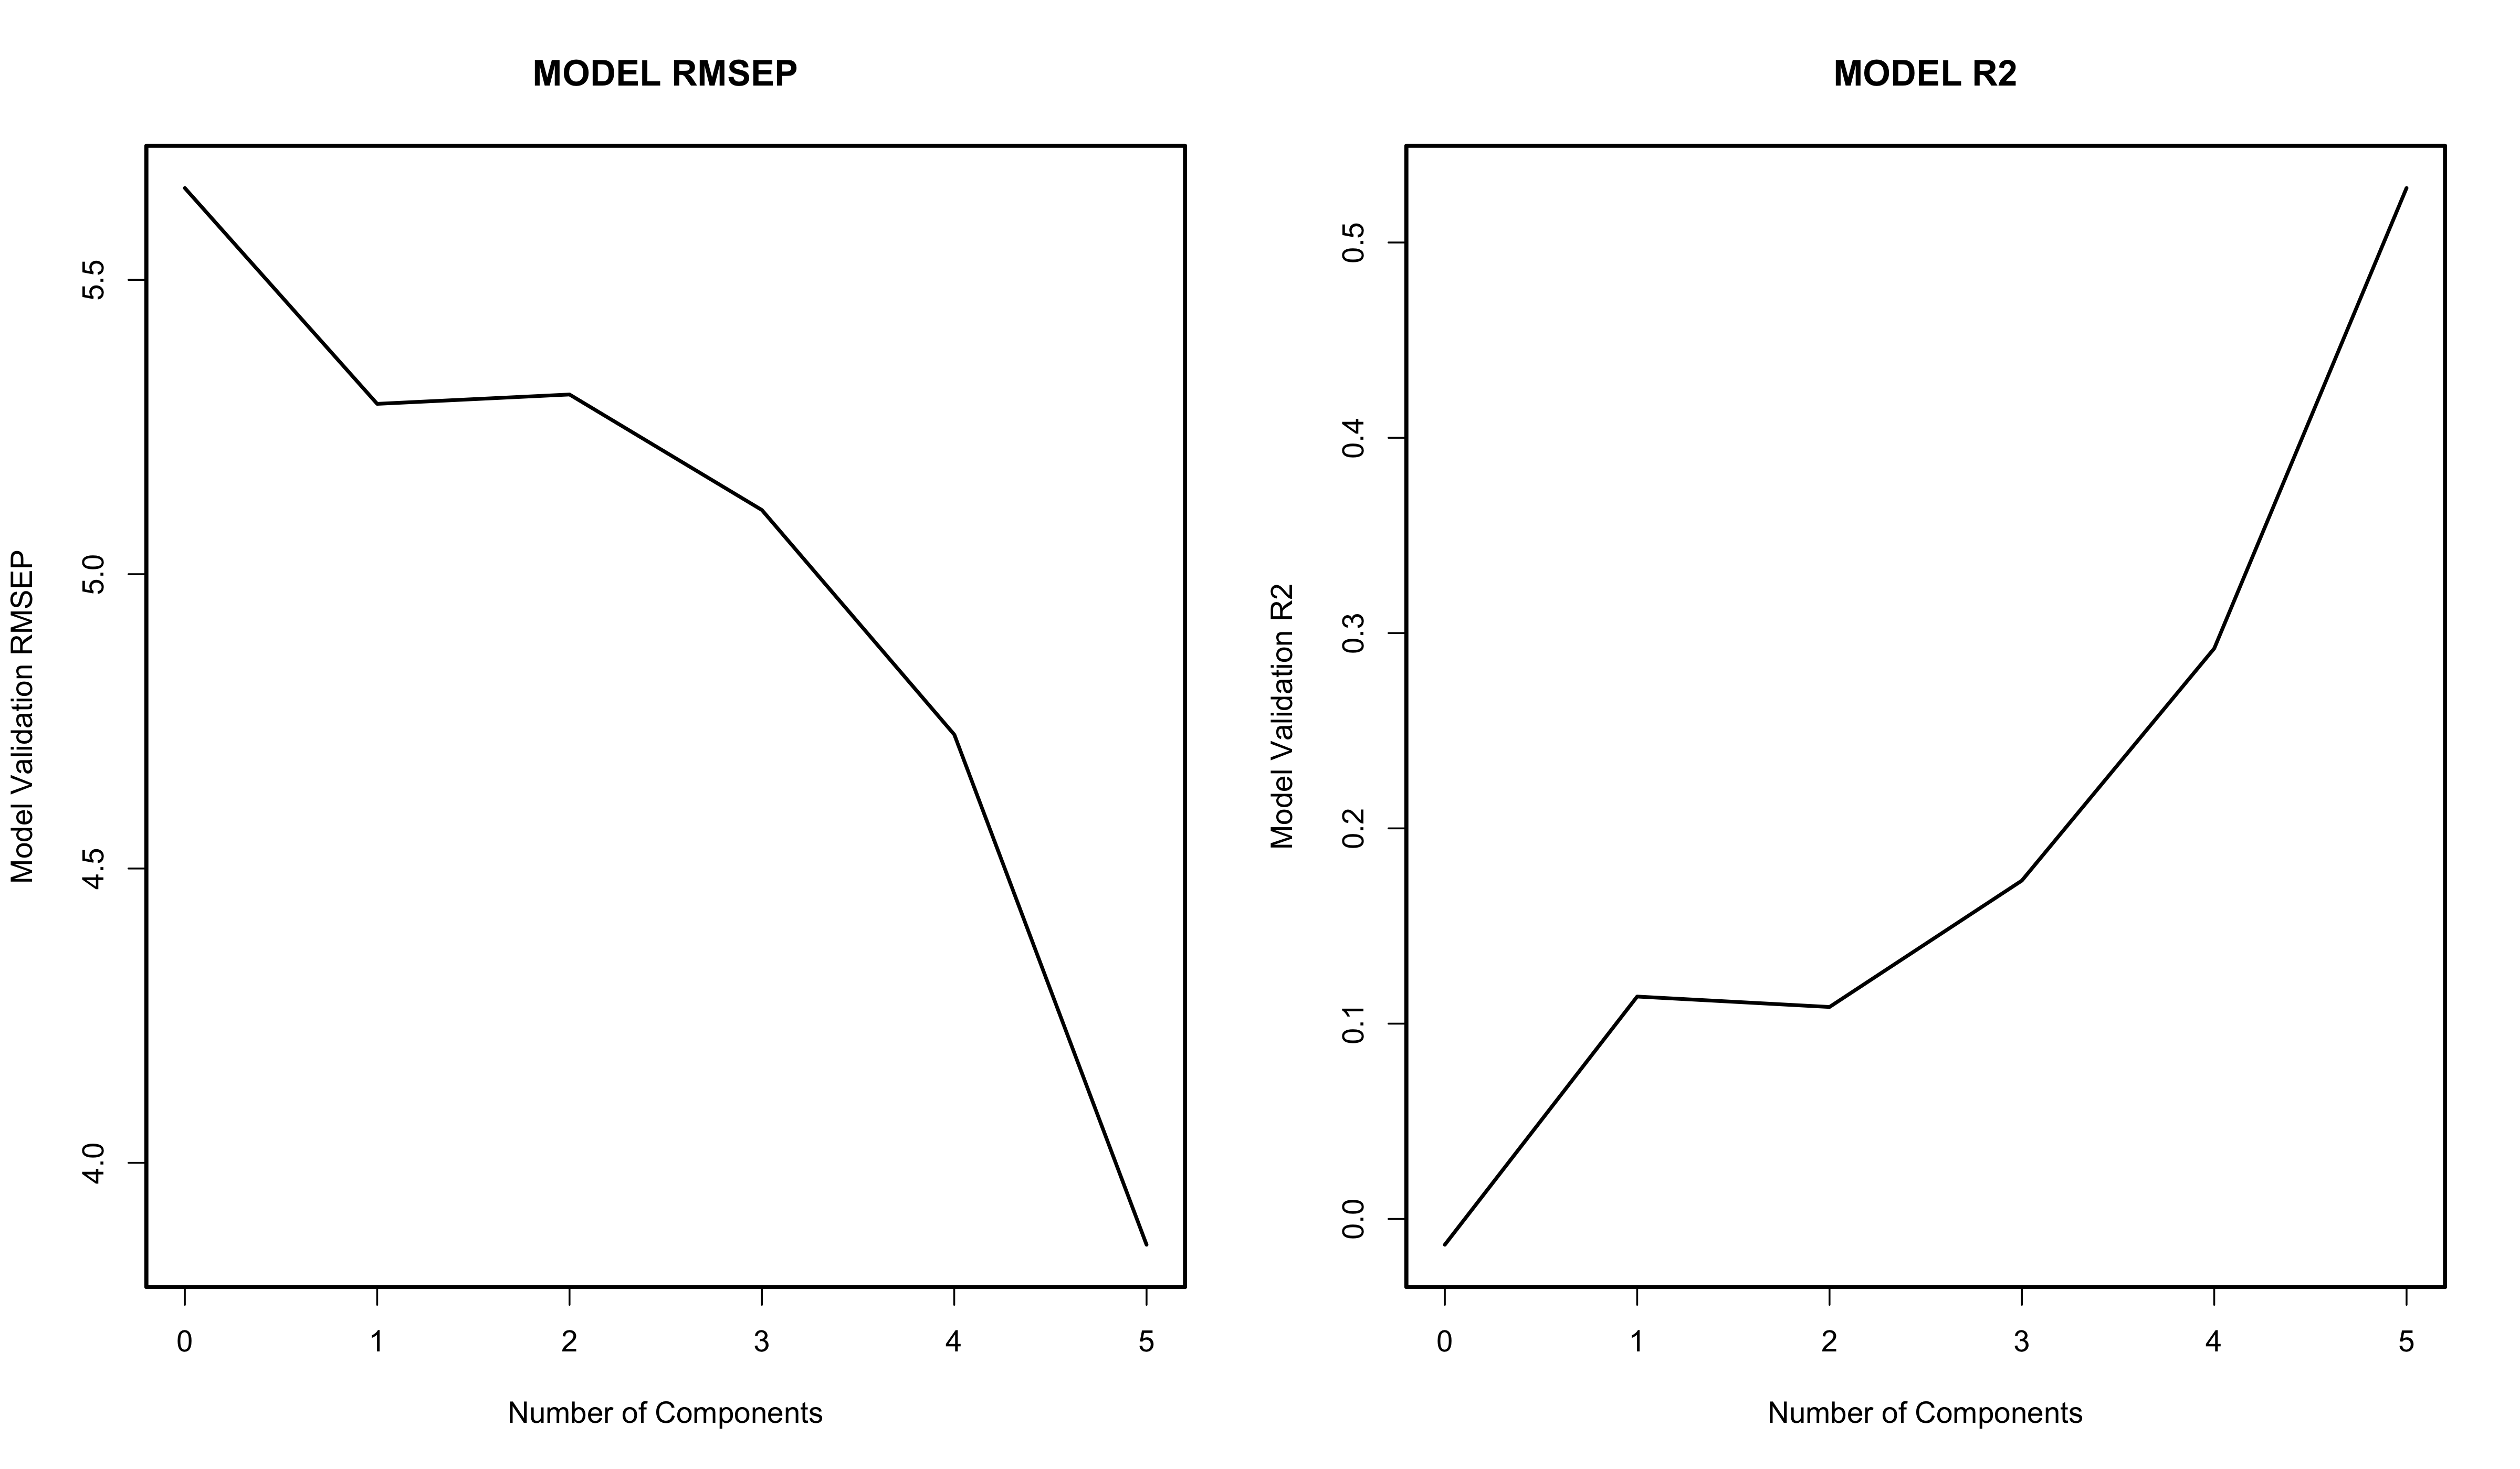 MODEL RMSEP
Model Validation RMSEP
5.5
5.0
4.5
4.0
0 1 2 3 4 5
Number of Components
MODEL R2
Model Validation R2
0.5
0.4
0.3
0.2
0.1
0.0
0 1 2 3 4 5
Number of Components